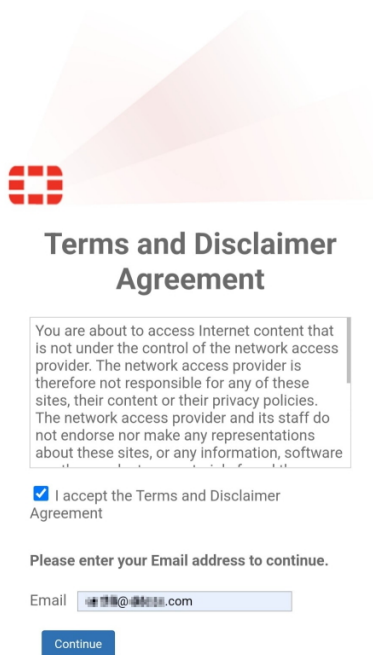 Terms and Disclaimer
Agreement
You are about to access Internet content that
is not under the control of the network access
provider. The network access provider is
therefore not responsible for any of these
sites, their content or their privacy policies.
The network access provider and its staff do
not endorse nor make any representations
about these sites, or any information, software
I accept the Terms and Disclaimer
Agreement
Please enter your Email address to continue.
Email @ .com
Continue